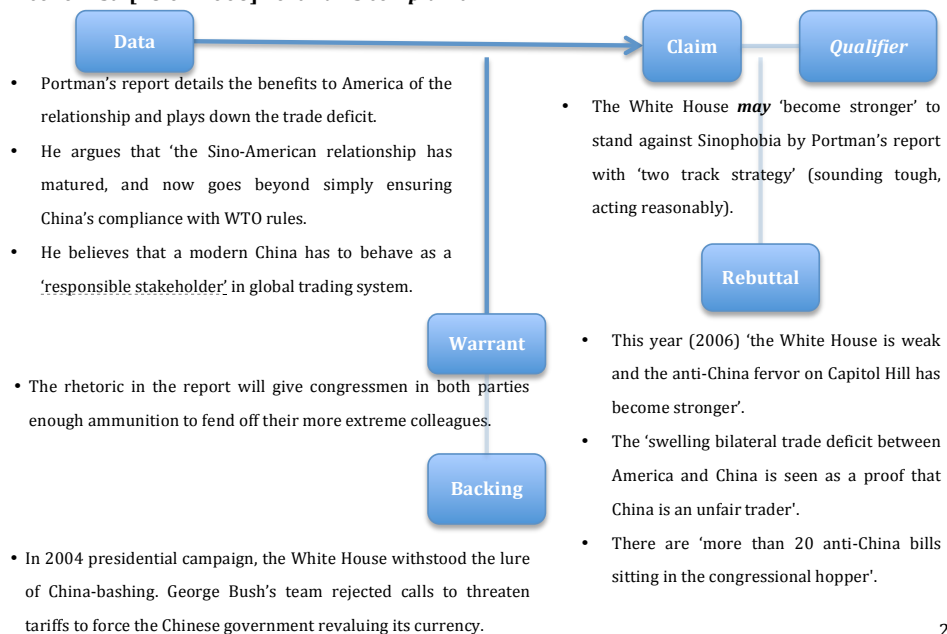 Data
Claim
Qualifier
• Portman’s report details the benefits to America of the
relationship and plays down the trade deficit.
• He argues that ‘the Sino-American relationship has
matured, and now goes beyond simply ensuring
China’s compliance with WTO rules.
• He believes that a modern China has to behave as a
‘responsible stakeholder’ in global trading system.
• The White House may ‘become stronger’ to
stand against Sinophobia by Portman’s report
with ‘two track strategy’ (sounding tough,
acting reasonably).
Rebuttal
Warrant
• The rhetoric in the report will give congressmen in both parties
enough ammunition to fend off their more extreme colleagues.
• This year (2006) ‘the White House is weak
and the anti-China fervor on Capitol Hill has
become stronger’.
• The ‘swelling bilateral trade deficit between
America and China is seen as a proof that
China is an unfair trader'.
• There are ‘more than 20 anti-China bills
sitting in the congressional hopper'.
Backing
• In 2004 presidential campaign, the White House withstood the lure
of China-bashing. George Bush’s team rejected calls to threaten
tariffs to force the Chinese government revaluing its currency.
2